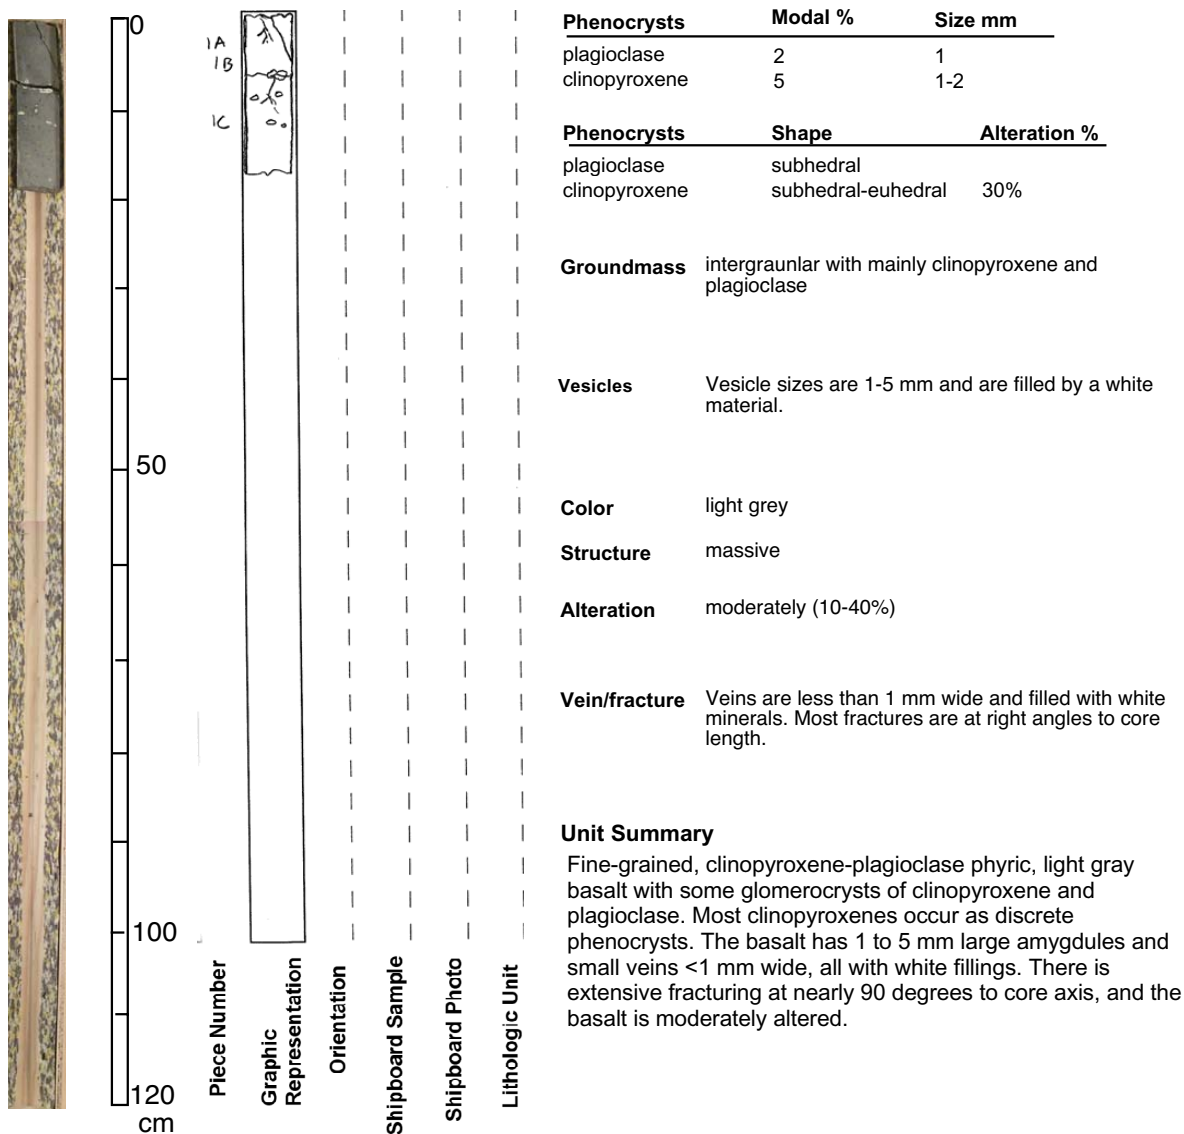 0
50
100
120
cm
1A
1B
1C
Piece Number
Graphic
Representation
Orientation
Shipboard Sample
Shipboard Photo
Lithologic Unit
Phenocrysts Modal % Size mm
plagioclase 2 1
clinopyroxene 5 1-2
Phenocrysts Shape Alteration %
plagioclase subhedral
clinopyroxene subhedral-euhedral 30%
Groundmass intergraunlar with mainly clinopyroxene and
plagioclase
Vesicles Vesicle sizes are 1-5 mm and are filled by a white
material.
Color light grey
Structure massive
Alteration moderately (10-40%)
Vein/fracture Veins are less than 1 mm wide and filled with white
minerals. Most fractures are at right angles to core
length.
Unit Summary
Fine-grained, clinopyroxene-plagioclase phyric, light gray
basalt with some glomerocrysts of clinopyroxene and
plagioclase. Most clinopyroxenes occur as discrete
phenocrysts. The basalt has 1 to 5 mm large amygdules and
small veins <1 mm wide, all with white fillings. There is
extensive fracturing at nearly 90 degrees to core axis, and the
basalt is moderately altered.